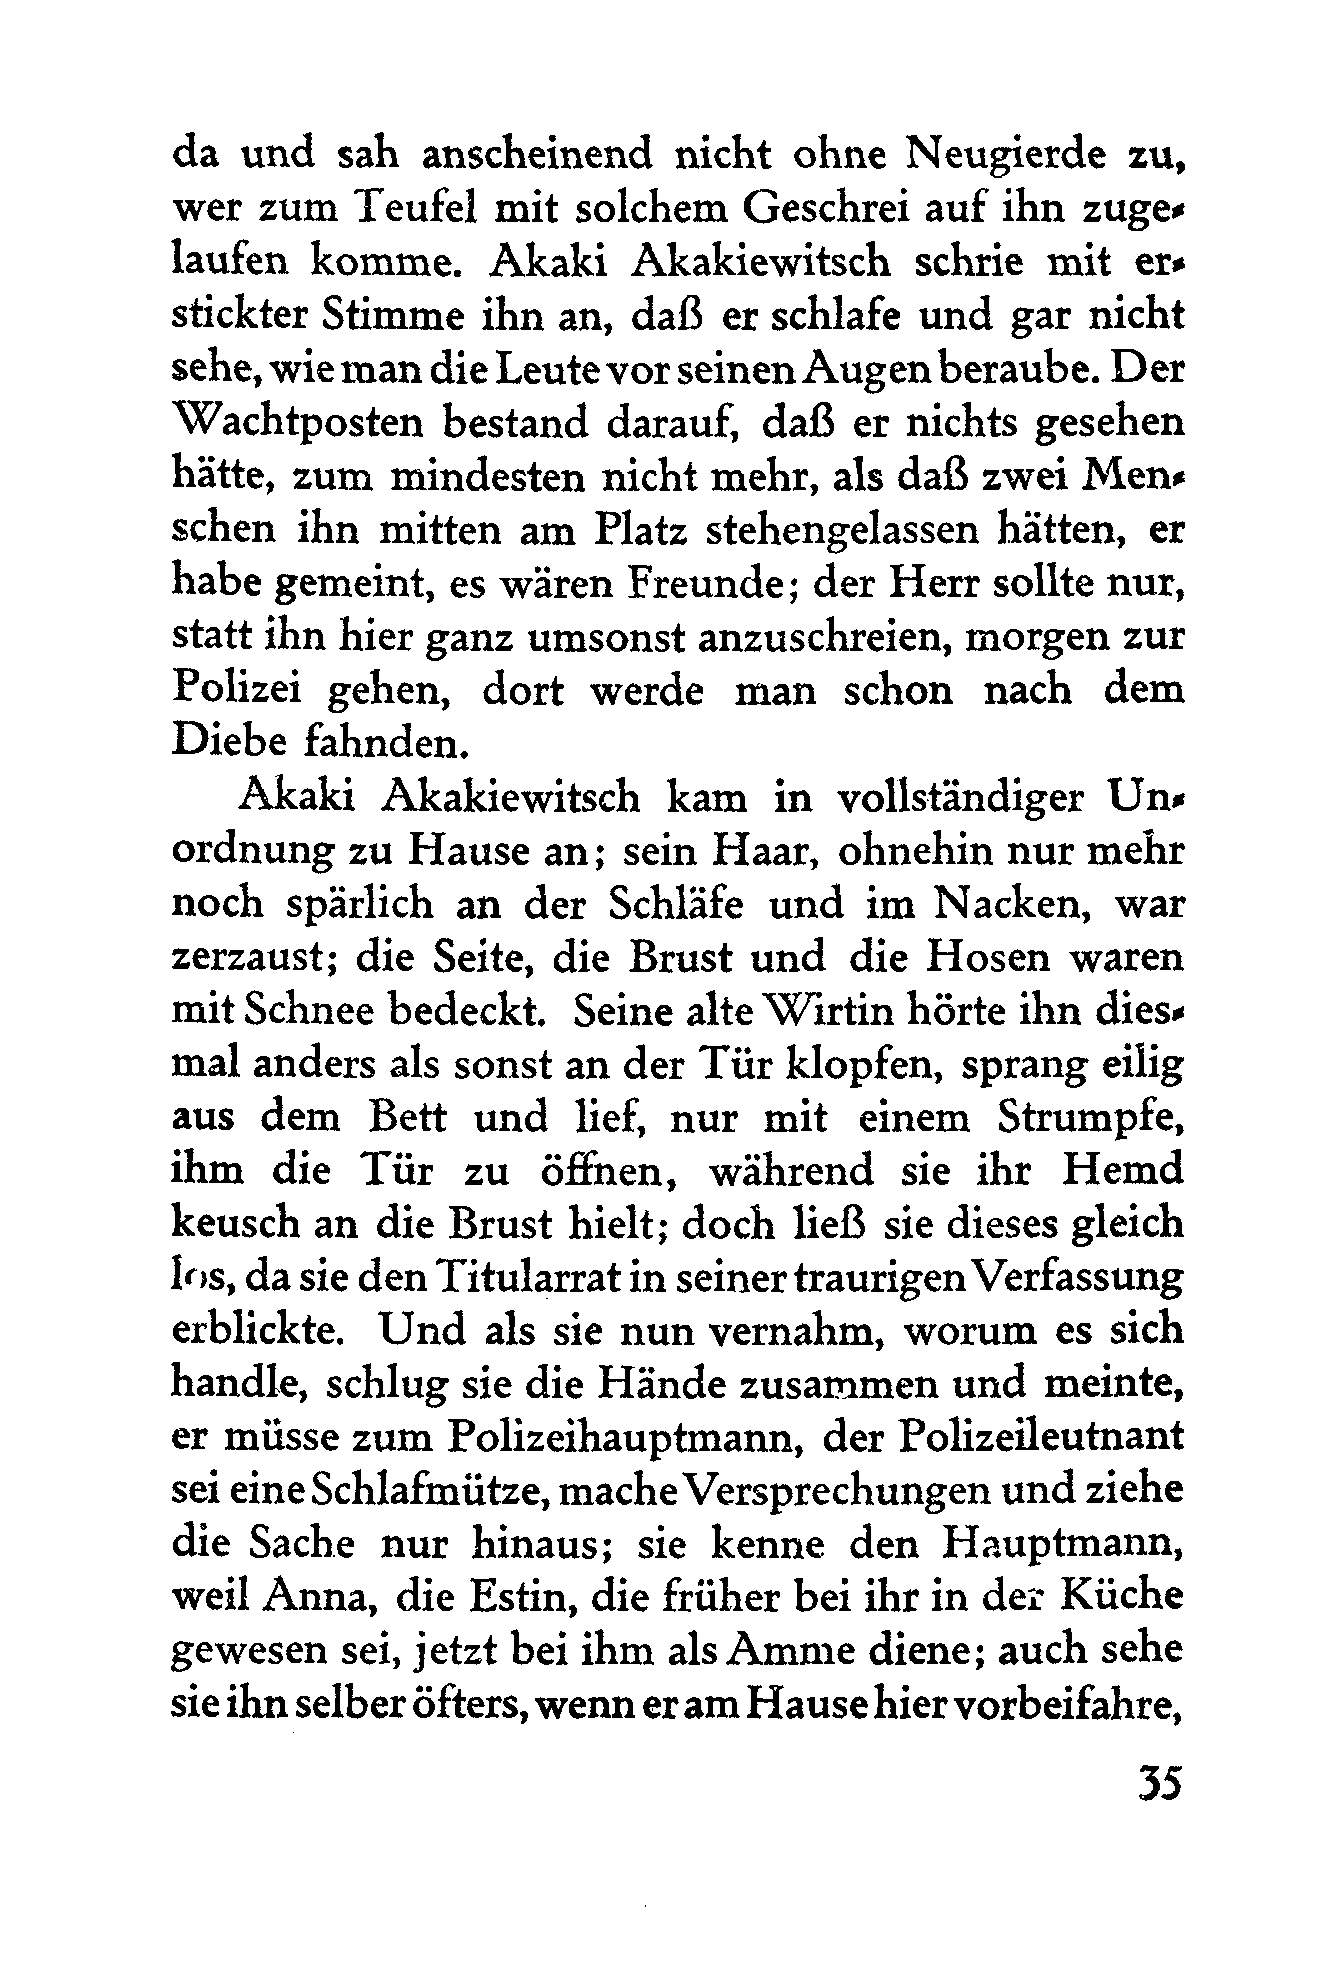 da und sah anscheinend nicht ohne Neugierde zu,
wer zum Teufel mit solchem Geschrei auf ihn zuge-
laufen komme. Akaki Akakiewitsch schrie mit er-
stickter Stimme ihn an, daß er schlafe und gar nicht
sehe, wie man die Leute vor seinen Augen beraube. Der
Wachtposten bestand darauf, daß er nichts gesehen
hätte, zum mindesten nicht mehr, als daß zwei Men-
schen ihn mitten am Platz stehengelassen hätten, er
habe gemeint, es wären Freunde; der Herr sollte nur,
statt ihn hier ganz umsonst anzuschreien, morgen zur
Polizei gehen, dort werde man schon nach dem
Diebe fahnden.
Akaki Akakiewitsch kam in vollständiger Un-
ordnung zu Hause an; sein Haar, ohnehin nur mehr
noch spärlich an der Schläfe und im Nacken, war
zerzaust; die Seite, die Brust und die Hosen waren
mit Schnee bedeckt. Seine alte Wirtin hörte ihn dies-
mal anders als sonst an der Tür klopfen, sprang eilig
aus dem Bett und lief, nur mit einem Strumpfe,
ihm die Tür zu öffnen, während sie ihr Hemd
keusch an die Brust hielt; doch ließ sie dieses gleich
los, da sie den Titularrat in seiner traurigen Verfassung
erblickte. Und als sie nun vernahm, worum es sich
handle, schlug sie die Hände zusammen und meinte,
er müsse zum Polizeihauptmann, der Polizeileutnant
sei eine Schlafmütze, mache Versprechungen und ziehe
die Sache nur hinaus; sie kenne den Hauptmann,
weil Anna, die Estin, die früher bei ihr in der Küche
gewesen sei, jetzt bei ihm als Amme diene; auch sehe
sie ihn selber öfters, wenn er am Hause hier vorbeifahre,
35